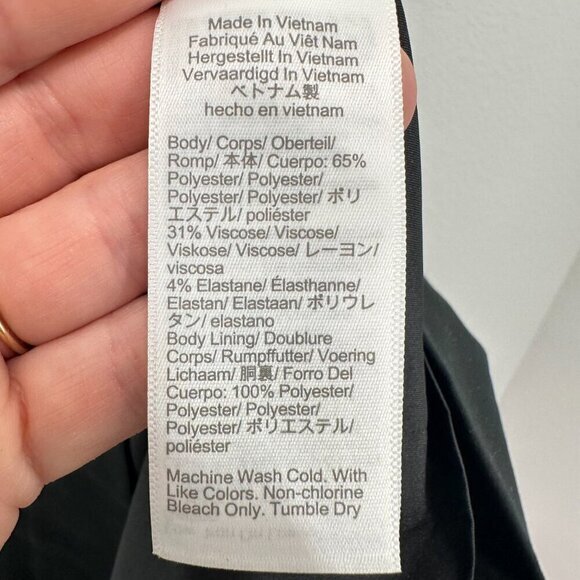 Made In Vietnam
Fabriqué Au Viêt Nam
Hergestellt In Vietnam
Vervaardigd In Vietnam
ベトナム製
hecho en vietnam
Body/ Corps/ Oberteil/
Romp/ 本体/ Cuerpo: 65%
Polyester/ Polyester/
Polyester/ Polyester/ ポリ
エステル/ poliéster
31% Viscose/ Viscose/
Viskose/ Viscose/ レーヨン/
viscosa
4% Elastane/ Élasthanne/
Elastan/ Elastaan/ ポリウレ
タン/ elastano
Body Lining/ Doublure
Corps/ Rumpffutter/ Voering
Lichaam/ 胴裏/ Forro Del
Cuerpo: 100% Polyester/
Polyester/ Polyester/
Polyester/ ポリエステル/
poliéster
Machine Wash Cold. With
Like Colors. Non-chlorine
Bleach Only. Tumble Dry